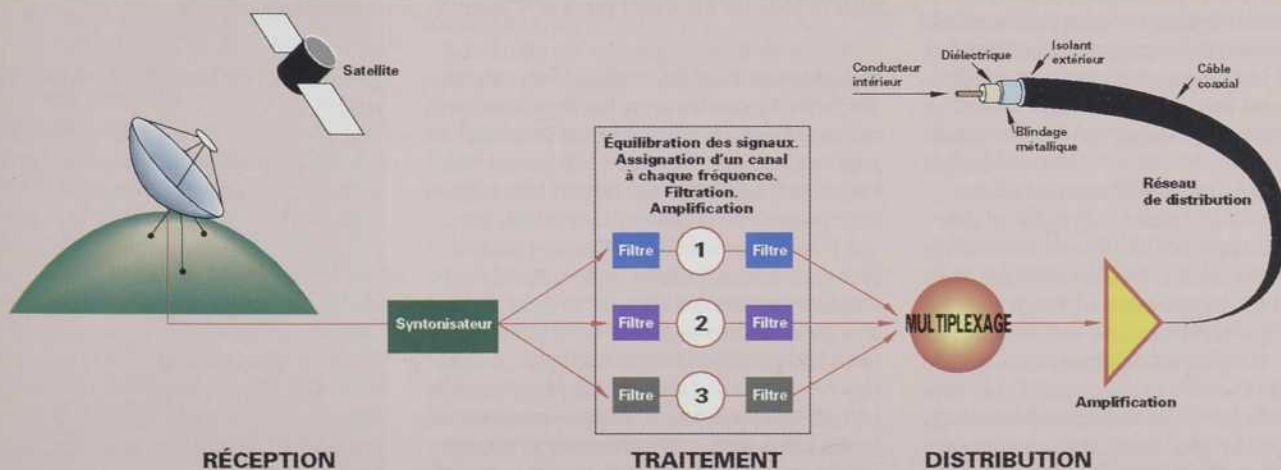 Satellite
Conducteur
intérieur
Diélectrique
Isolant
extérieur
Câble
coaxial
Blindage
métallique
Réseau
de distribution
Équilibration des signaux.
Assignation d'un canal
à chaque fréquence.
Filtration.
Amplification
Filtre 1 Filtre
Syntonisateur
Filtre 2 Filtre
MULTIPLEXAGE
Filtre 3 Filtre
Amplification
RÉCEPTION
TRAITEMENT
DISTRIBUTION